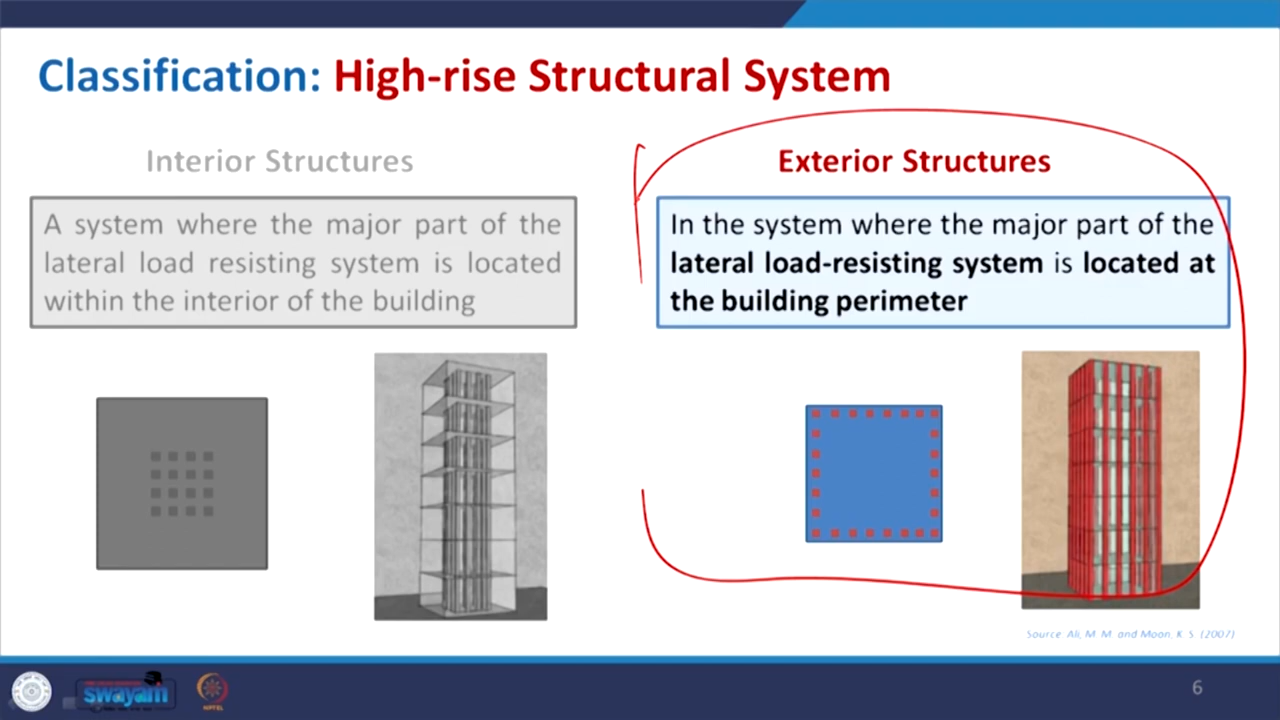 Classification: High-rise Structural System
Interior Structures
A system where the major part of the
lateral load resisting system is located
within the interior of the building
Exterior Structures
In the system where the major part of the
lateral load-resisting system is located at
the building perimeter
Source: Ali, M. M. and Moon, K. S. (2007)
swayam
NPTEL
6